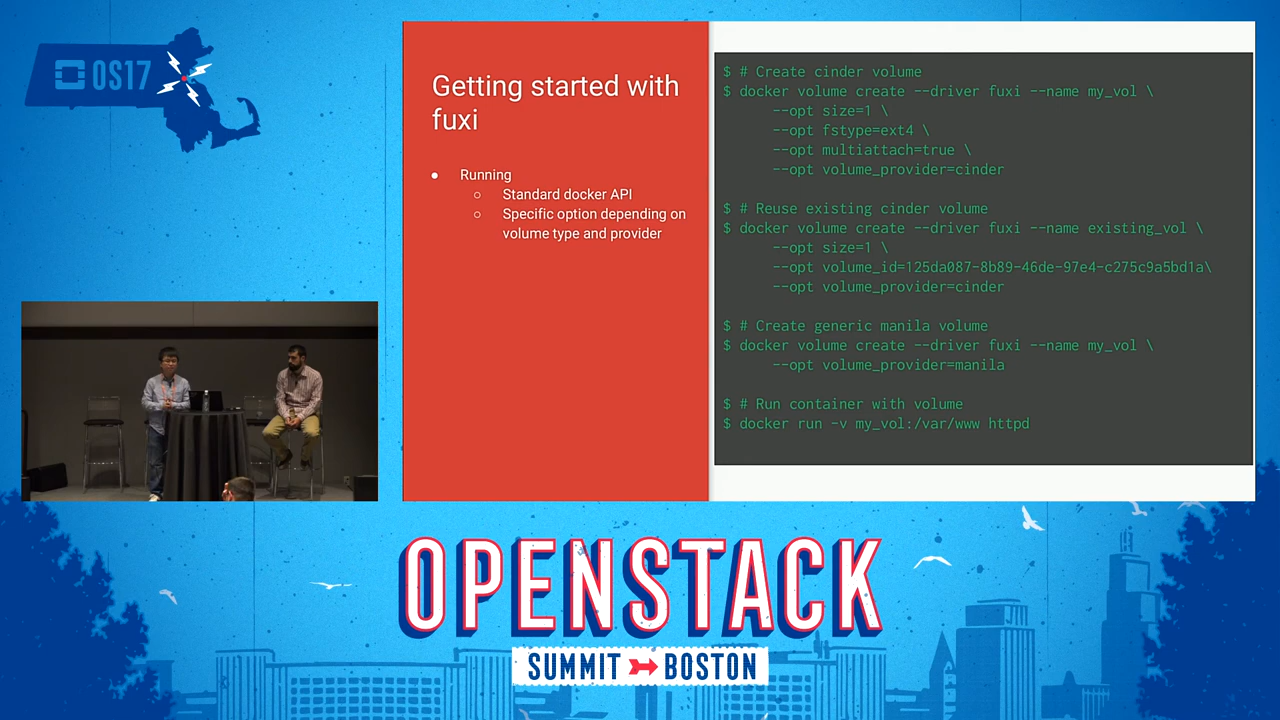 OS17
Getting started with
fuxi
● Running
○ Standard docker API
○ Specific option depending on
volume type and provider
$ # Create cinder volume
$ docker volume create --driver fuxi --name my_vol \
--opt size=1 \
--opt fstype=ext4 \
--opt multiattach=true \
--opt volume_provider=cinder
$ # Reuse existing cinder volume
$ docker volume create --driver fuxi --name existing_vol \
--opt size=1 \
--opt volume_id=125da087-8b89-46de-97e4-c275c9a5bd1a\
--opt volume_provider=cinder
$ # Create generic manila volume
$ docker volume create --driver fuxi --name my_vol \
--opt volume_provider=manila
$ # Run container with volume
$ docker run -v my_vol:/var/www httpd
OPENSTACK
SUMMIT BOSTON